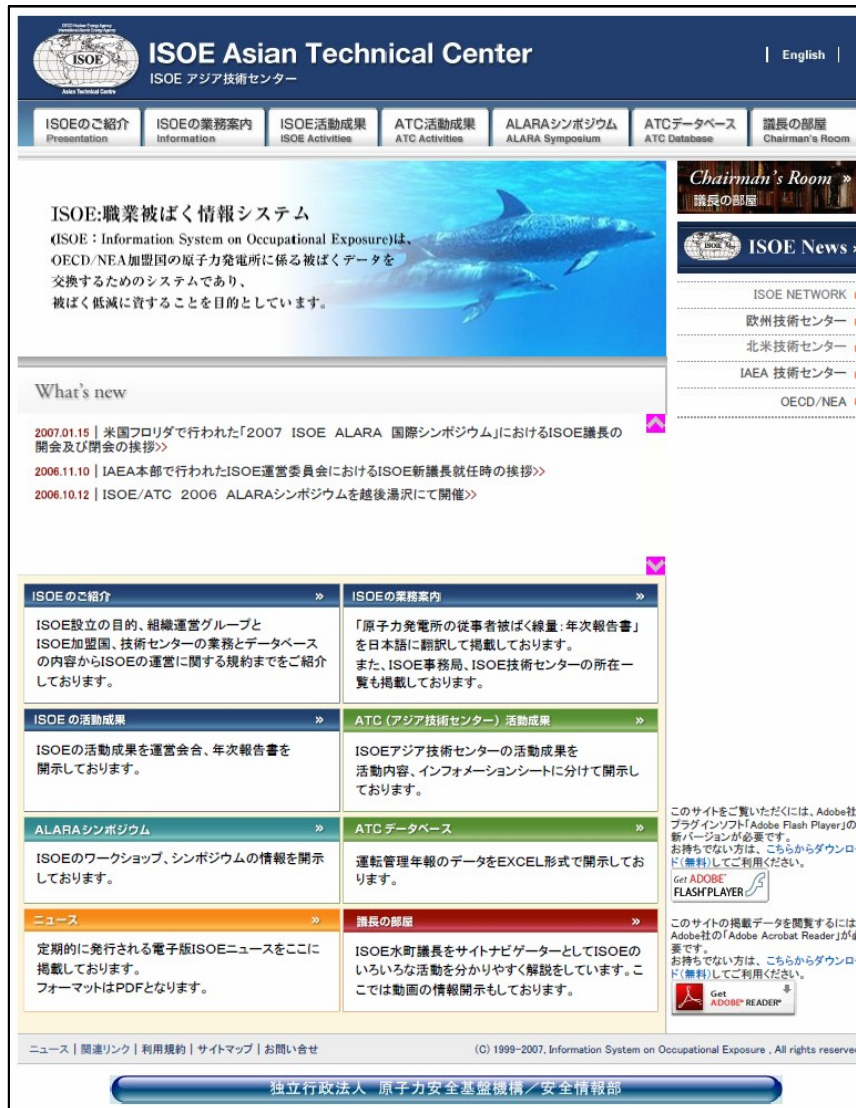 OECD Nuclear Energy Agency
International Atomic Energy Agency
ISOE
Asian Technical Centre
ISOE Asian Technical Center
ISOE アジア技術センター
| English |
ISOEのご紹介
Presentation
ISOEの業務案内
Information
ISOE活動成果
ISOE Activities
ATC活動成果
ATC Activities
ALARAシンポジウム
ALARA Symposium
ATCデータベース
ATC Database
議長の部屋
Chairman's Room
ISOE:職業被ばく情報システム
(ISOE：Information System on Occupational Exposure)は、
OECD/NEA加盟国の原子力発電所に係る被ばくデータを
交換するためのシステムであり、
被ばく低減に資することを目的としています。
Chairman's Room »
議長の部屋
ISOE
ISOE News »
ISOE NETWORK
欧州技術センター
北米技術センター
IAEA 技術センター
OECD/NEA
What's new
2007.01.15 | 米国フロリダで行われた「2007 ISOE ALARA 国際シンポジウム」におけるISOE議長の
開会及び閉会の挨拶>>
2006.11.10 | IAEA本部で行われたISOE運営委員会におけるISOE新議長就任時の挨拶>>
2006.10.12 | ISOE/ATC 2006 ALARAシンポジウムを越後湯沢にて開催>>
ISOEのご紹介 »
ISOE設立の目的、組織運営グループと
ISOE加盟国、技術センターの業務とデータベース
の内容からISOEの運営に関する規約までをご紹介
しております。
ISOEの業務案内 »
「原子力発電所の従事者被ばく線量：年次報告書」
を日本語に翻訳して掲載しております。
また、ISOE事務局、ISOE技術センターの所在一
覧も掲載しております。
ISOE の活動成果 »
ISOEの活動成果を運営会合、年次報告書を
開示しております。
ATC（アジア技術センター）活動成果 »
ISOEアジア技術センターの活動成果を
活動内容、インフォメーションシートに分けて開示し
ております。
ALARAシンポジウム »
ISOEのワークショップ、シンポジウムの情報を開示
しております。
ATC データベース »
運転管理年報のデータをEXCEL形式で開示してお
ります。
ニュース »
定期的に発行される電子版ISOEニュースをここに
掲載しております。
フォーマットはPDFとなります。
議長の部屋 »
ISOE水町議長をサイトナビゲーターとしてISOEの
いろいろな活動を分かりやすく解説をしています。こ
こでは動画の情報開示もしております。
このサイトをご覧いただくには、Adobe社
プラグインソフト「Adobe Flash Player」の
新バージョンが必要です。
お持ちでない方は、こちらからダウンロー
ド（無料）してご利用ください。
Get ADOBE
FLASH PLAYER
このサイトの掲載データを閲覧するには
Adobe社の「Adobe Acrobat Reader」が必
要です。
お持ちでない方は、こちらからダウンロー
ド（無料）してご利用ください。
Get
ADOBE READER
ニュース | 関連リンク | 利用規約 | サイトマップ | お問い合せ
(C) 1999-2007, Information System on Occupational Exposure , All rights reserved
独立行政法人 原子力安全基盤機構／安全情報部